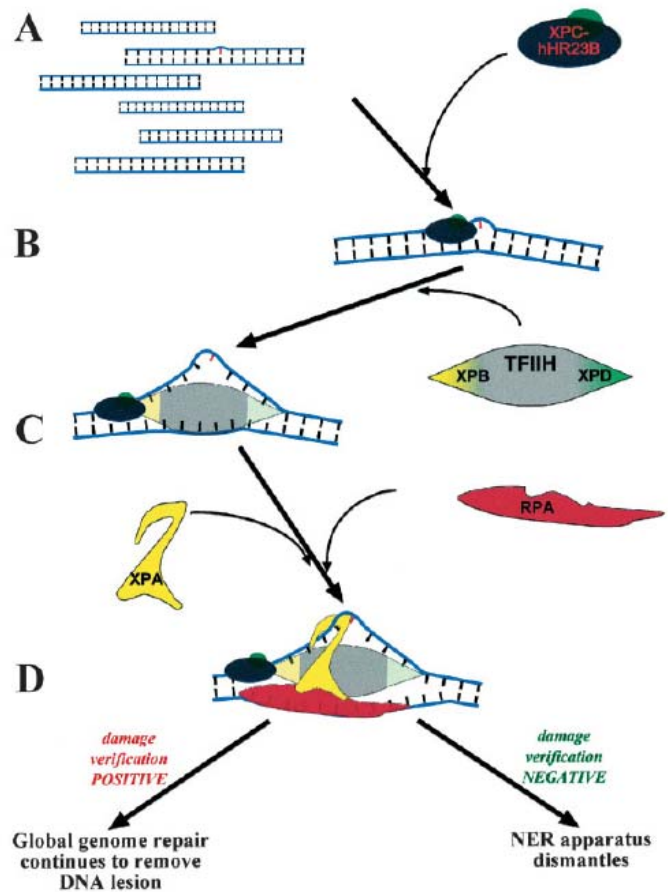 A
XPC-
hHR23B
B
XPB
TFIIH
XPD
C
RPA
XPA
D
damage
verification
POSITIVE
damage
verification
NEGATIVE
Global genome repair
continues to remove
DNA lesion
NER apparatus
dismantles